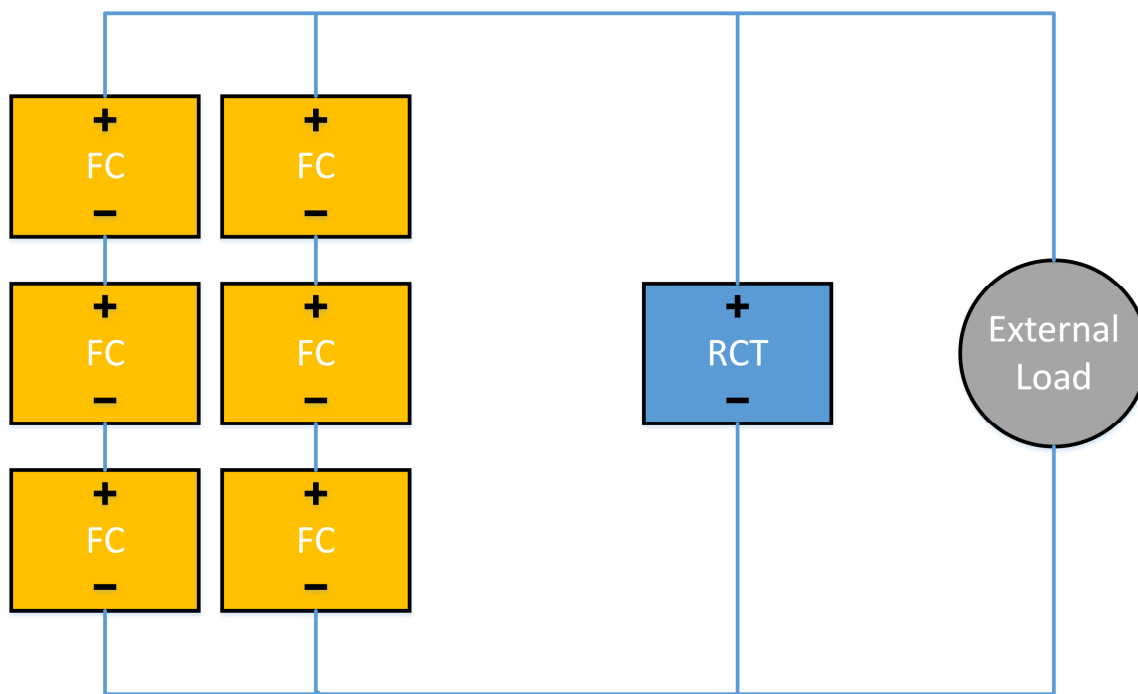 + +
FC FC
− −
+ + +
FC FC RCT
− − −
External
Load
+ +
FC FC
− −